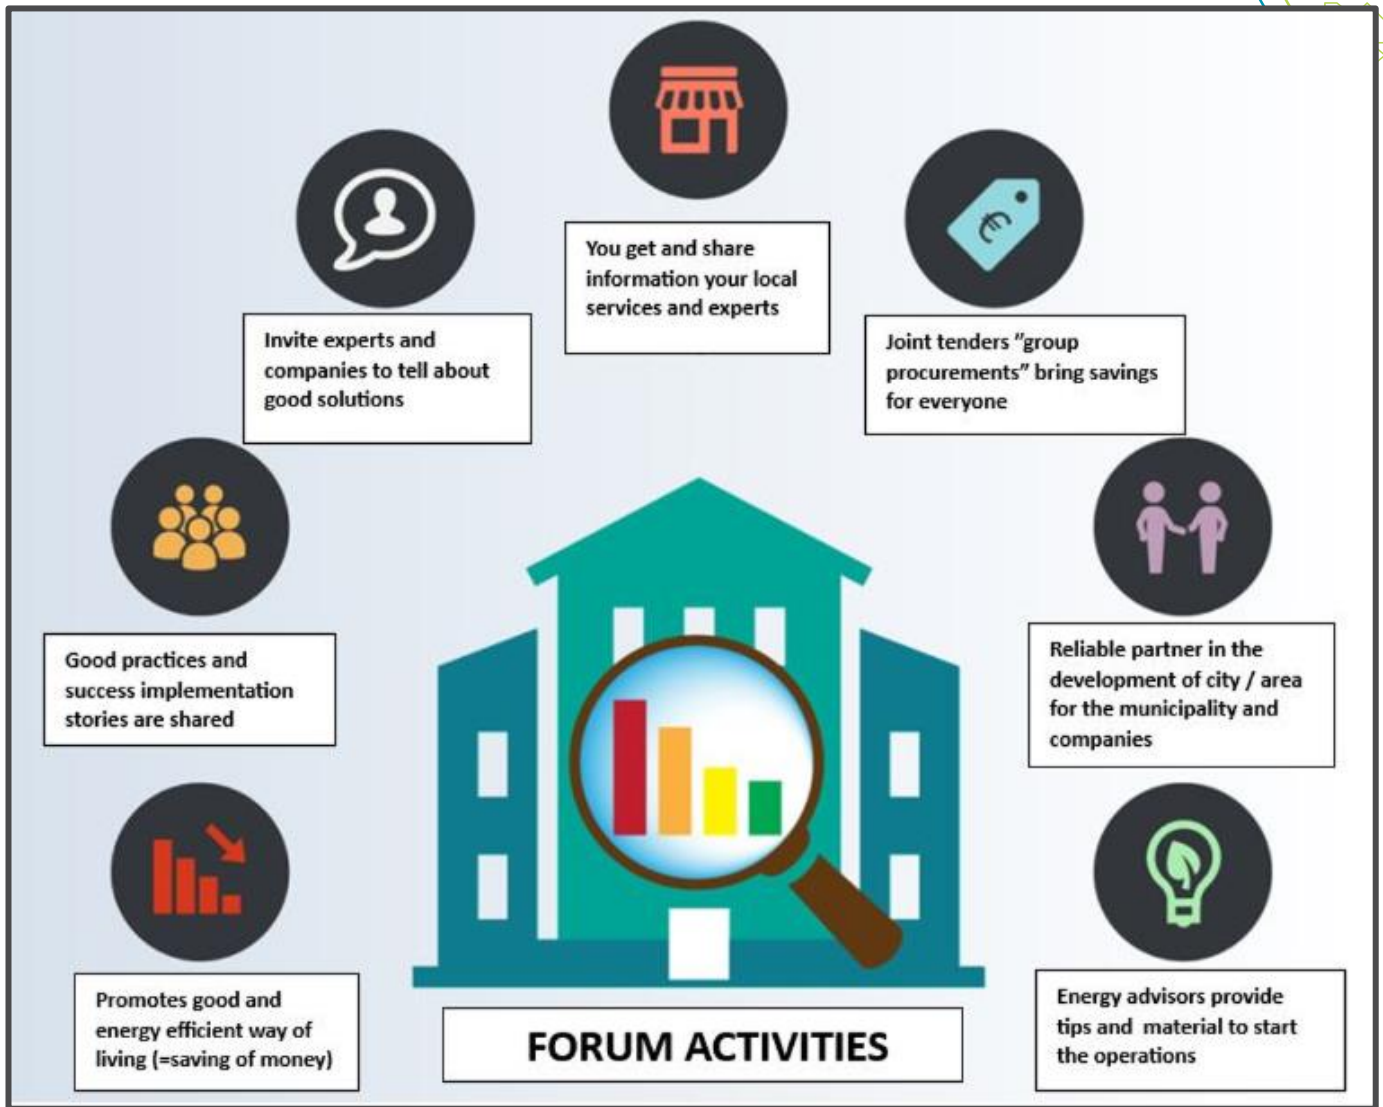 You get and share
information your local
services and experts
Invite experts and
companies to tell about
good solutions
Joint tenders ”group
procurements” bring savings
for everyone
€
Good practices and
success implementation
stories are shared
Reliable partner in the
development of city / area
for the municipality and
companies
Promotes good and
energy efficient way of
living (=saving of money)
Energy advisors provide
tips and material to start
the operations
FORUM ACTIVITIES